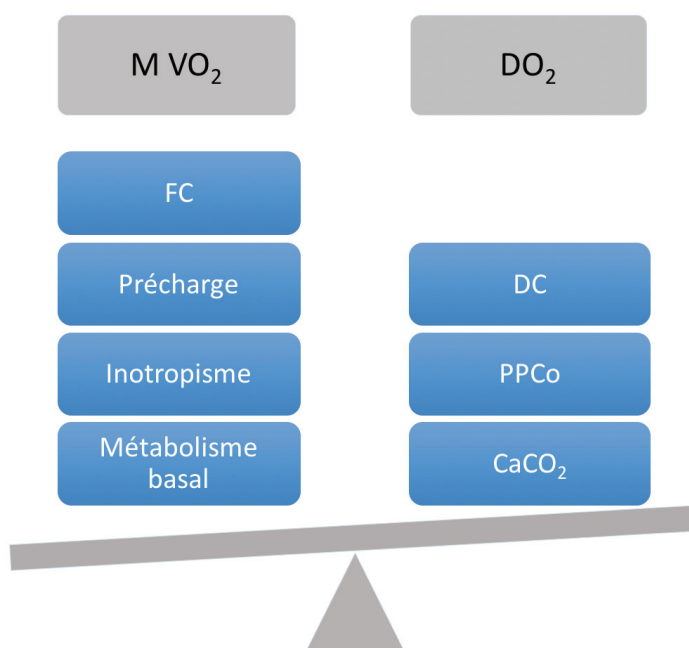 M VO₂
DO₂
FC
Précharge
DC
Inotropisme
PPCo
Métabolisme
basal
CaCO₂